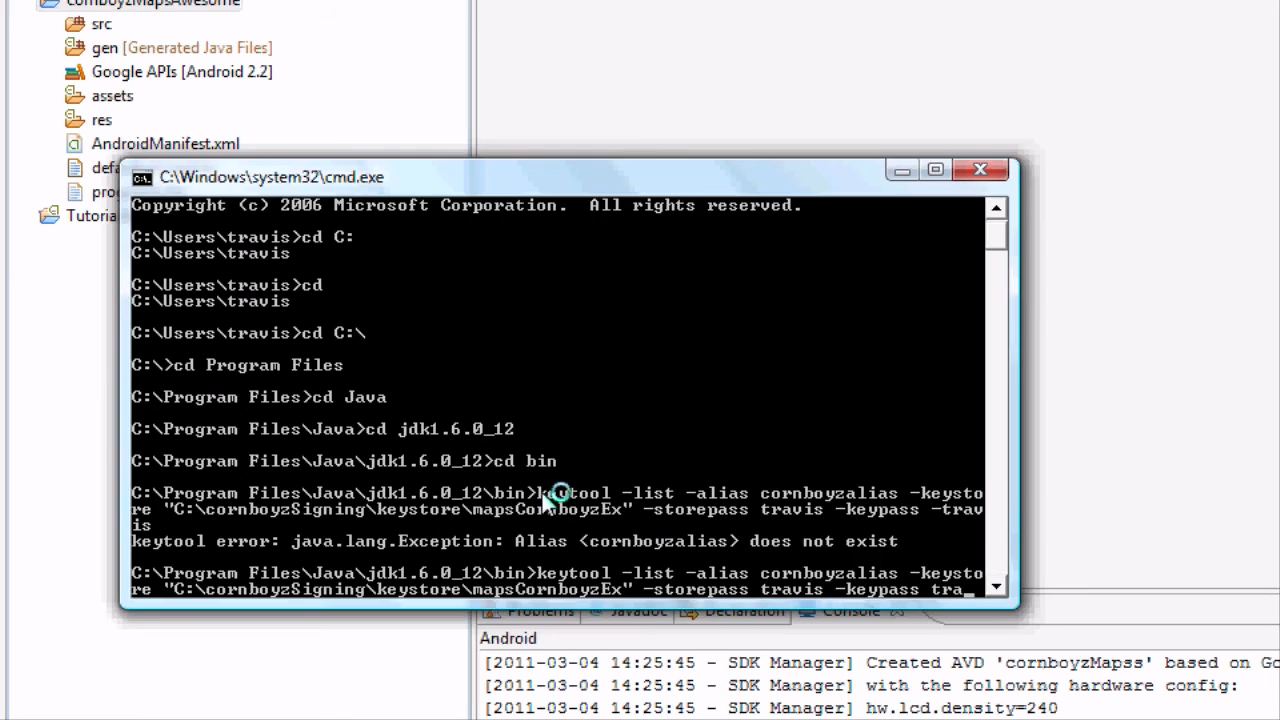 cornboyzMapsAwesome
src
gen [Generated Java Files]
Google APIs [Android 2.2]
assets
res
AndroidManifest.xml
defa
C:\Windows\system32\cmd.exe
pro
Tutoria
Copyright (c) 2006 Microsoft Corporation.  All rights reserved.
C:\Users\travis>cd C:
C:\Users\travis
C:\Users\travis>cd
C:\Users\travis
C:\Users\travis>cd C:\
C:\>cd Program Files
C:\Program Files>cd Java
C:\Program Files\Java>cd jdk1.6.0_12
C:\Program Files\Java\jdk1.6.0_12>cd bin
C:\Program Files\Java\jdk1.6.0_12\bin>keytool -list -alias cornboyzalias -keysto
re "C:\cornboyzSigning\keystore\mapsCornboyzEx" -storepass travis -keypass -trav
is
keytool error: java.lang.Exception: Alias <cornboyzalias> does not exist
C:\Program Files\Java\jdk1.6.0_12\bin>keytool -list -alias cornboyzalias -keysto
re "C:\cornboyzSigning\keystore\mapsCornboyzEx" -storepass travis -keypass tra_
Problems Javadoc Declaration Console
Android
[2011-03-04 14:25:45 - SDK Manager] Created AVD 'cornboyzMapss' based on Go
[2011-03-04 14:25:45 - SDK Manager] with the following hardware config:
[2011-03-04 14:25:45 - SDK Manager] hw.lcd.density=240